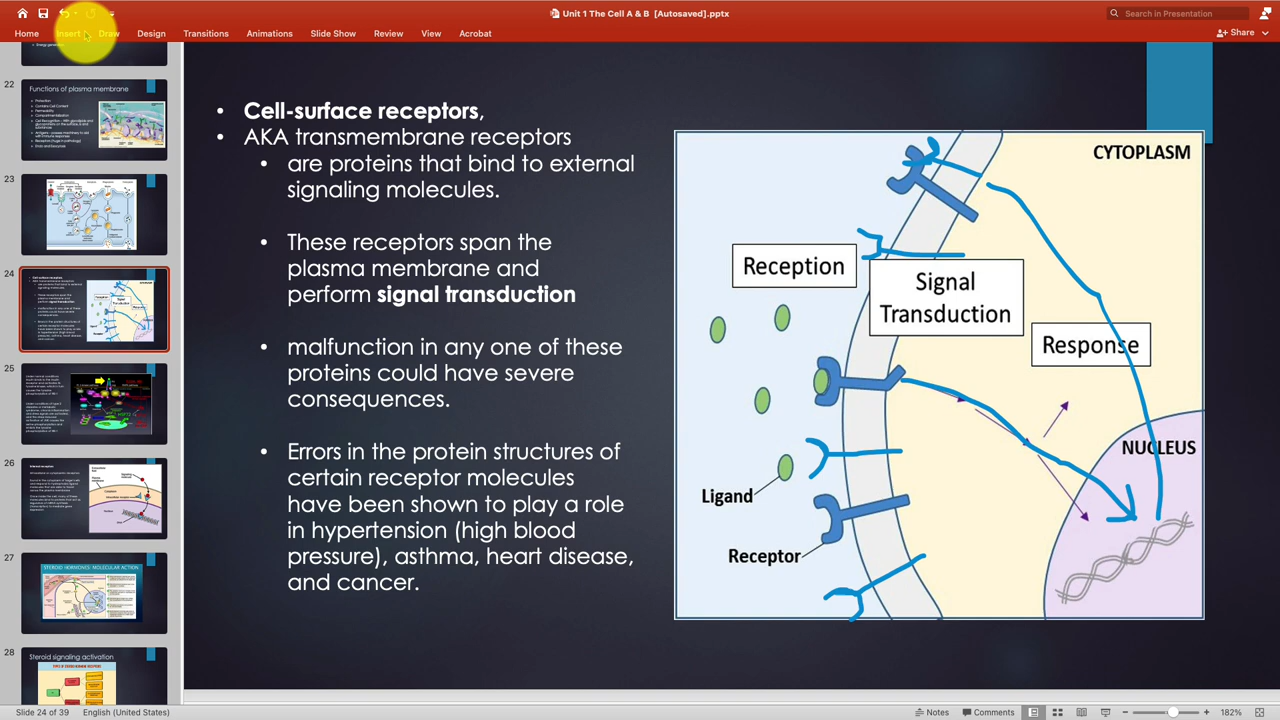 Unit 1 The Cell A & B [Autosaved].pptx
Search in Presentation
Home Insert Draw Design Transitions Animations Slide Show Review View Acrobat
Share
22
Functions of plasma membrane
23
24
25
26
27
STEROID HORMONES: MOLECULAR ACTION
28
Steroid signaling activation
• Cell-surface receptors,
• AKA transmembrane receptors
• are proteins that bind to external
signaling molecules.
• These receptors span the
plasma membrane and
perform signal transduction
• malfunction in any one of these
proteins could have severe
consequences.
• Errors in the protein structures of
certain receptor molecules
have been shown to play a role
in hypertension (high blood
pressure), asthma, heart disease,
and cancer.
CYTOPLASM
Reception
Signal
Transduction
Response
NUCLEUS
Ligand
Receptor
Slide 24 of 39
English (United States)
Notes
Comments
182%